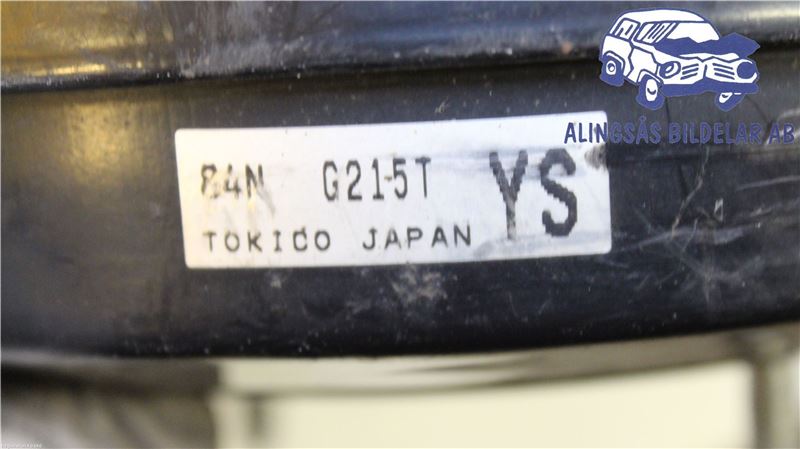 ALINGSÅS BILDELAR AB
84N G215T YS
TOKICO JAPAN